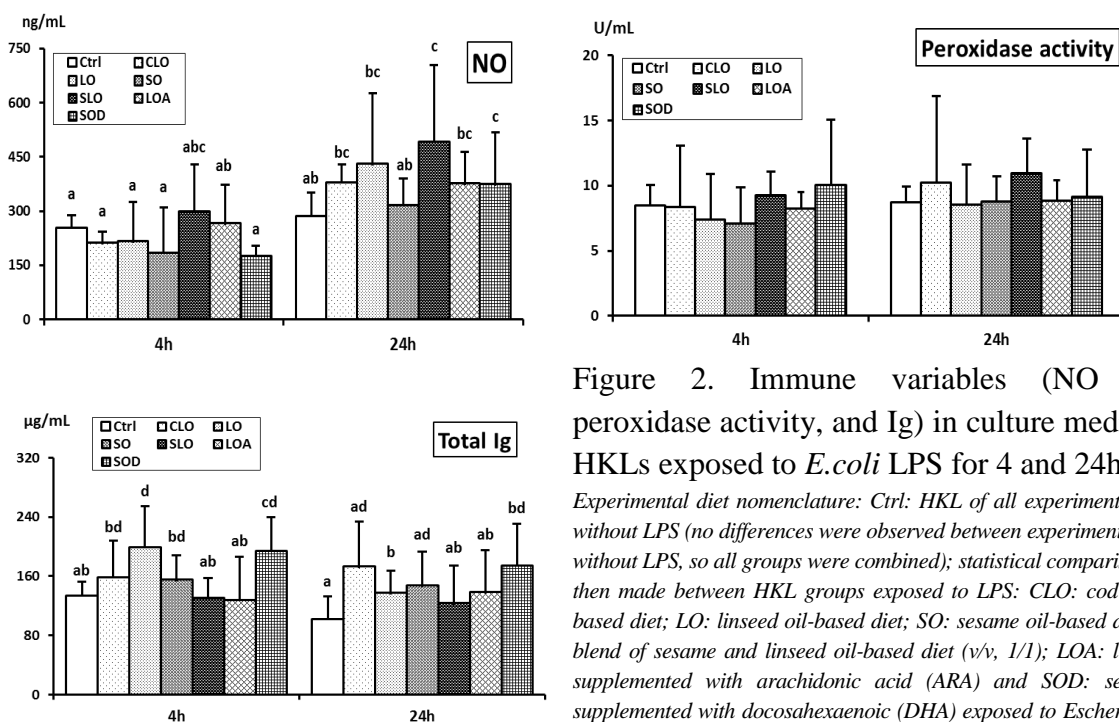 ng/mL
NO
750
600
450
300
150
0
Ctrl CLO
LO SO
SLO LOA
SOD
a a a a abc ab a
ab bc bc ab c bc c
4h 24h
U/mL
Peroxidase activity
20
15
10
5
0
Ctrl CLO LO
SO SLO LOA
SOD
4h 24h
µg/mL
Total Ig
320
240
160
80
0
Ctrl CLO LO
SO SLO LOA
SOD
ab bd d bd ab ab cd
a ad b ad ab ab bd
4h 24h
Figure 2. Immune variables (NO
peroxidase activity, and Ig) in culture med
HKLs exposed to E.coli LPS for 4 and 24h
Experimental diet nomenclature: Ctrl: HKL of all experiment
without LPS (no differences were observed between experimen
without LPS, so all groups were combined); statistical compari
then made between HKL groups exposed to LPS: CLO: cod
based diet; LO: linseed oil-based diet; SO: sesame oil-based
blend of sesame and linseed oil-based diet (v/v, 1/1); LOA:
supplemented with arachidonic acid (ARA) and SOD: se
supplemented with docosahexaenoic (DHA) exposed to Escher